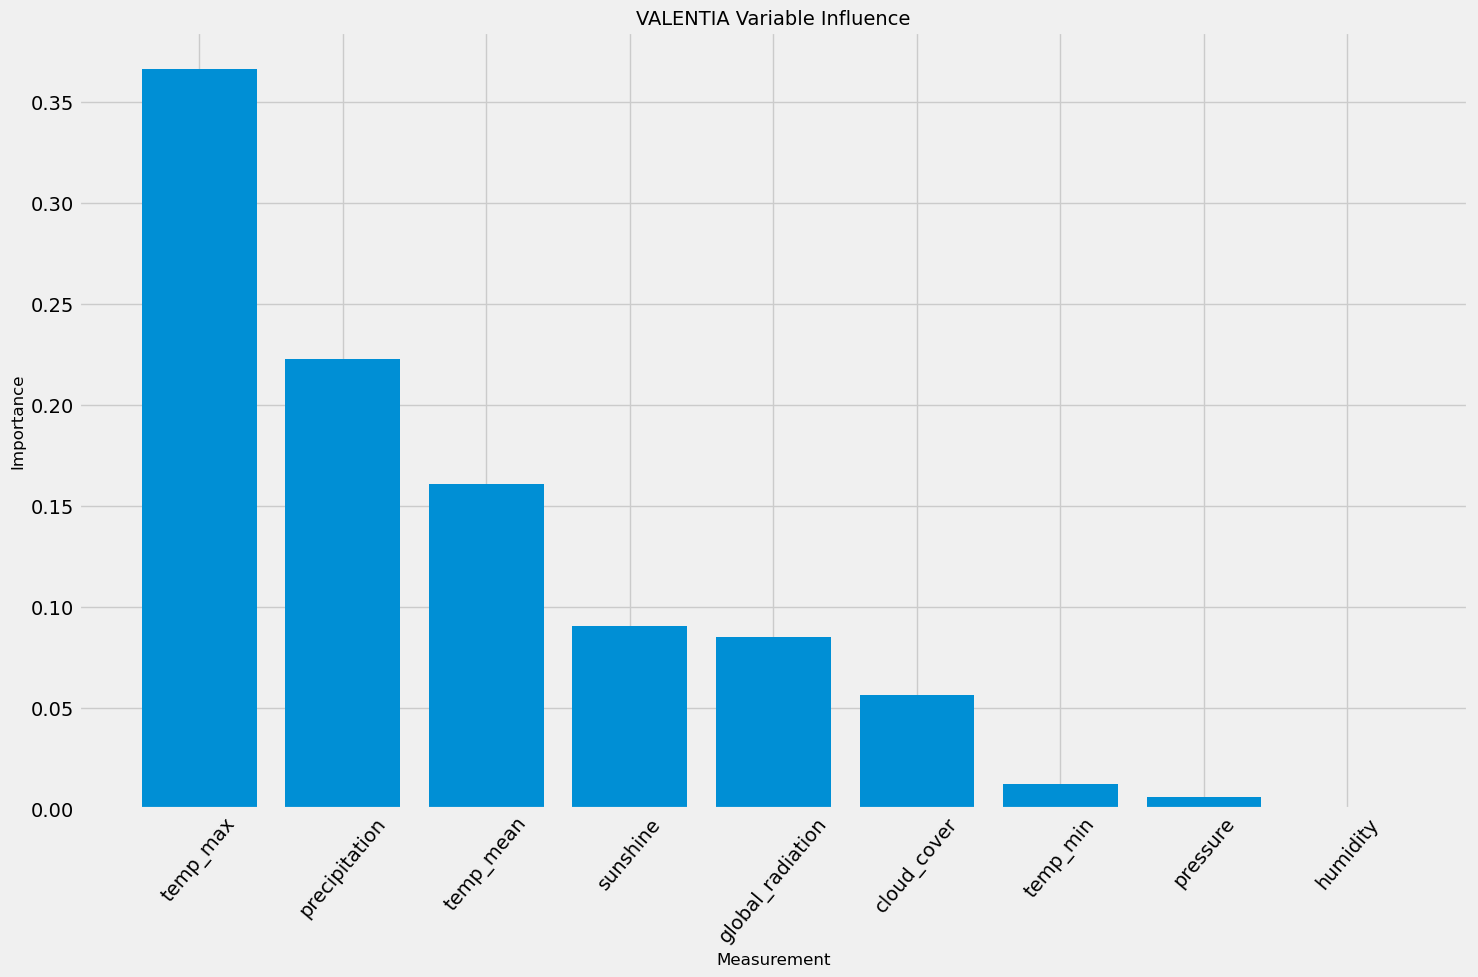 VALENTIA Variable Influence
Importance
0.35
0.30
0.25
0.20
0.15
0.10
0.05
0.00
temp_max
precipitation
temp_mean
sunshine
global_radiation
cloud_cover
temp_min
pressure
humidity
Measurement